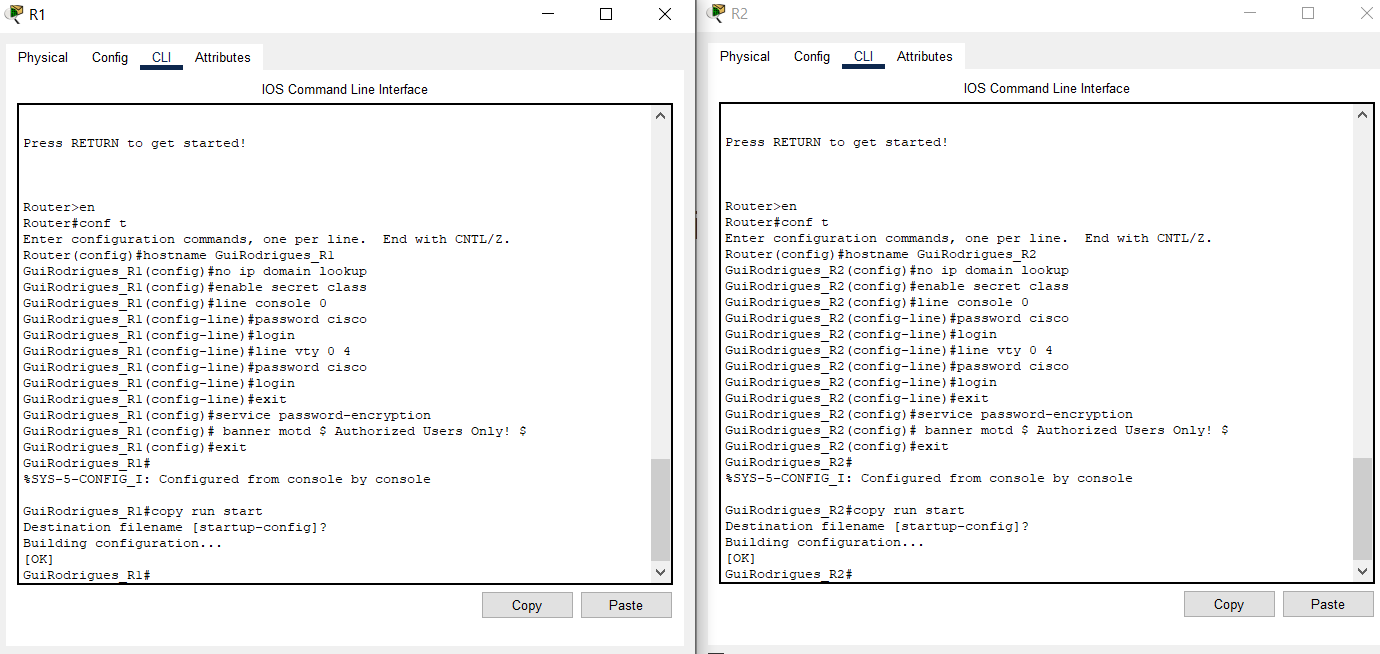 R1
Physical Config CLI Attributes
IOS Command Line Interface
Press RETURN to get started!
Router>en
Router#conf t
Enter configuration commands, one per line.  End with CNTL/Z.
Router(config)#hostname GuiRodrigues_R1
GuiRodrigues_R1(config)#no ip domain lookup
GuiRodrigues_R1(config)#enable secret class
GuiRodrigues_R1(config)#line console 0
GuiRodrigues_R1(config-line)#password cisco
GuiRodrigues_R1(config-line)#login
GuiRodrigues_R1(config-line)#line vty 0 4
GuiRodrigues_R1(config-line)#password cisco
GuiRodrigues_R1(config-line)#login
GuiRodrigues_R1(config-line)#exit
GuiRodrigues_R1(config)#service password-encryption
GuiRodrigues_R1(config)# banner motd $ Authorized Users Only! $
GuiRodrigues_R1(config)#exit
GuiRodrigues_R1#
%SYS-5-CONFIG_I: Configured from console by console
GuiRodrigues_R1#copy run start
Destination filename [startup-config]?
Building configuration...
[OK]
GuiRodrigues_R1#
Copy Paste
R2
Physical Config CLI Attributes
IOS Command Line Interface
Press RETURN to get started!
Router>en
Router#conf t
Enter configuration commands, one per line.  End with CNTL/Z.
Router(config)#hostname GuiRodrigues_R2
GuiRodrigues_R2(config)#no ip domain lookup
GuiRodrigues_R2(config)#enable secret class
GuiRodrigues_R2(config)#line console 0
GuiRodrigues_R2(config-line)#password cisco
GuiRodrigues_R2(config-line)#login
GuiRodrigues_R2(config-line)#line vty 0 4
GuiRodrigues_R2(config-line)#password cisco
GuiRodrigues_R2(config-line)#login
GuiRodrigues_R2(config-line)#exit
GuiRodrigues_R2(config)#service password-encryption
GuiRodrigues_R2(config)# banner motd $ Authorized Users Only! $
GuiRodrigues_R2(config)#exit
GuiRodrigues_R2#
%SYS-5-CONFIG_I: Configured from console by console
GuiRodrigues_R2#copy run start
Destination filename [startup-config]?
Building configuration...
[OK]
GuiRodrigues_R2#
Copy Paste